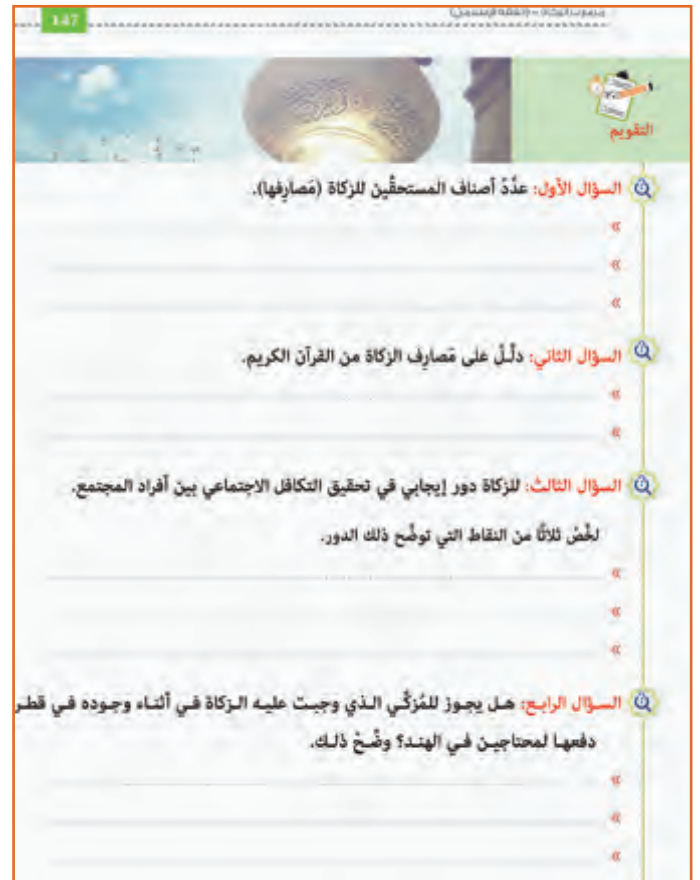 147
التقويم
السؤال الأول: عدِّدْ أصناف المستحقِّين للزكاة (مَصارِفها).
السؤال الثاني: دلِّلْ على مَصارِف الزكاة من القرآن الكريم.
السؤال الثالث: للزكاة دور إيجابي في تحقيق التكافل الاجتماعي بين أفراد المجتمع.
لخِّصْ ثلاثًا من النقاط التي توضِّح ذلك الدور.
السؤال الرابع: هل يجوز للمُزكِّي الذي وجبت عليه الزكاة في أثناء وجوده في قطر
دفعها لمحتاجين في الهند؟ وضِّحْ ذلك.